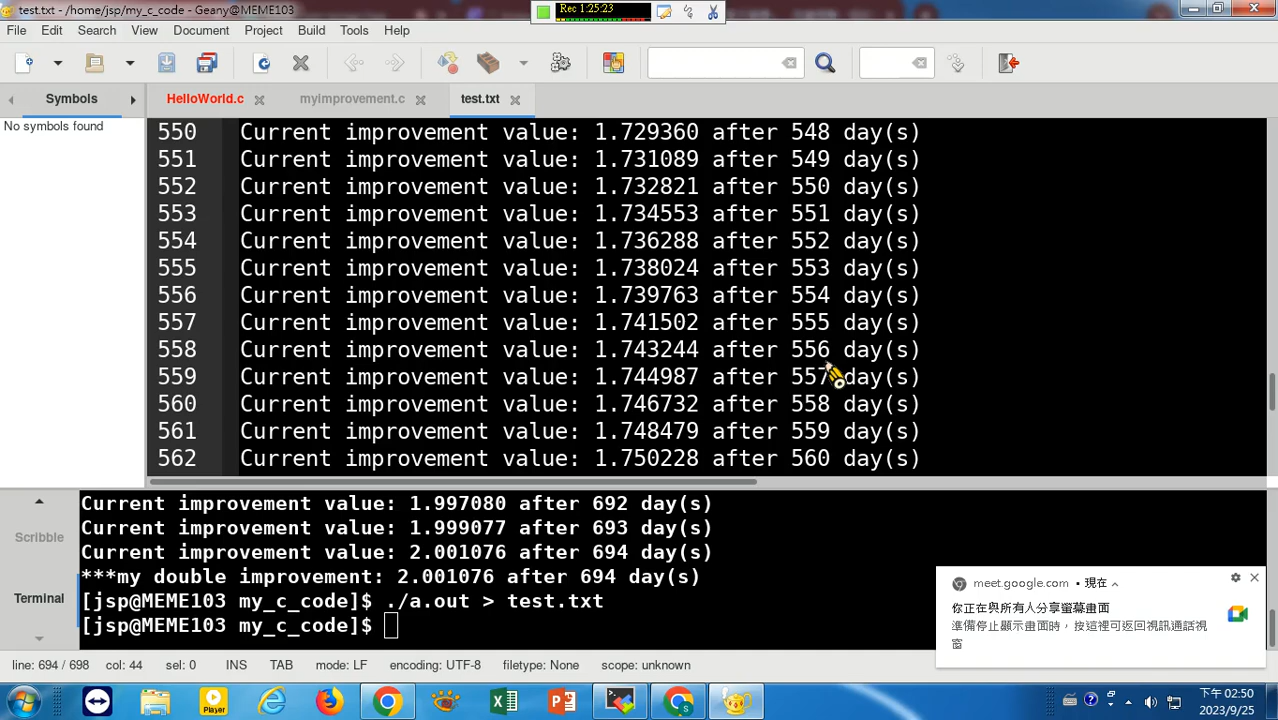 test.txt - /home/jsp/my_c_code - Geany@MEME103
Rec 1:25:23
File Edit Search View Document Project Build Tools Help
Symbols
HelloWorld.c
myimprovement.c
test.txt
No symbols found
550 Current improvement value: 1.729360 after 548 day(s)
551 Current improvement value: 1.731089 after 549 day(s)
552 Current improvement value: 1.732821 after 550 day(s)
553 Current improvement value: 1.734553 after 551 day(s)
554 Current improvement value: 1.736288 after 552 day(s)
555 Current improvement value: 1.738024 after 553 day(s)
556 Current improvement value: 1.739763 after 554 day(s)
557 Current improvement value: 1.741502 after 555 day(s)
558 Current improvement value: 1.743244 after 556 day(s)
559 Current improvement value: 1.744987 after 557 day(s)
560 Current improvement value: 1.746732 after 558 day(s)
561 Current improvement value: 1.748479 after 559 day(s)
562 Current improvement value: 1.750228 after 560 day(s)
Scribble
Terminal
Current improvement value: 1.997080 after 692 day(s)
Current improvement value: 1.999077 after 693 day(s)
Current improvement value: 2.001076 after 694 day(s)
***my double improvement: 2.001076 after 694 day(s)
[jsp@MEME103 my_c_code]$ ./a.out > test.txt
[jsp@MEME103 my_c_code]$
meet.google.com • 現在
你正在與所有人分享螢幕畫面
準備停止顯示畫面時，按這裡可返回視訊通話視
窗
line: 694 / 698 col: 44 sel: 0 INS TAB mode: LF encoding: UTF-8 filetype: None scope: unknown
Player
下午 02:50
2023/9/25